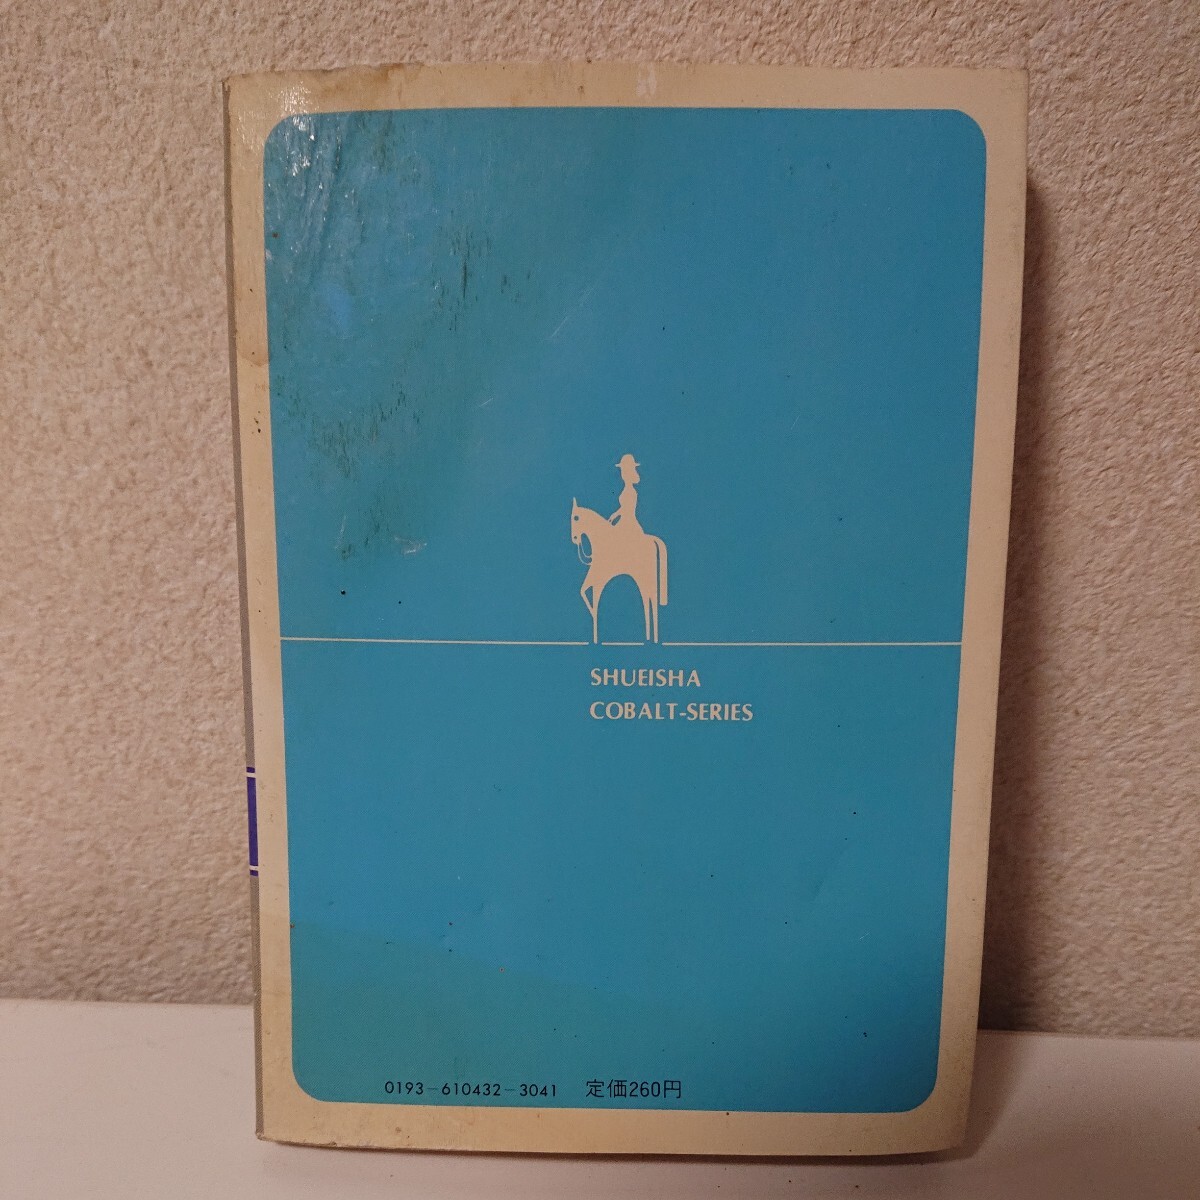 SHUEISHA
COBALT-SERIES
0193-610432-3041 定価260円